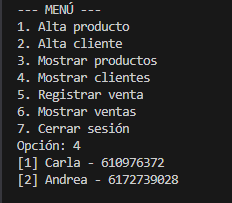 --- MENÚ ---
1. Alta producto
2. Alta cliente
3. Mostrar productos
4. Mostrar clientes
5. Registrar venta
6. Mostrar ventas
7. Cerrar sesión
Opción: 4
[1] Carla - 610976372
[2] Andrea - 6172739028